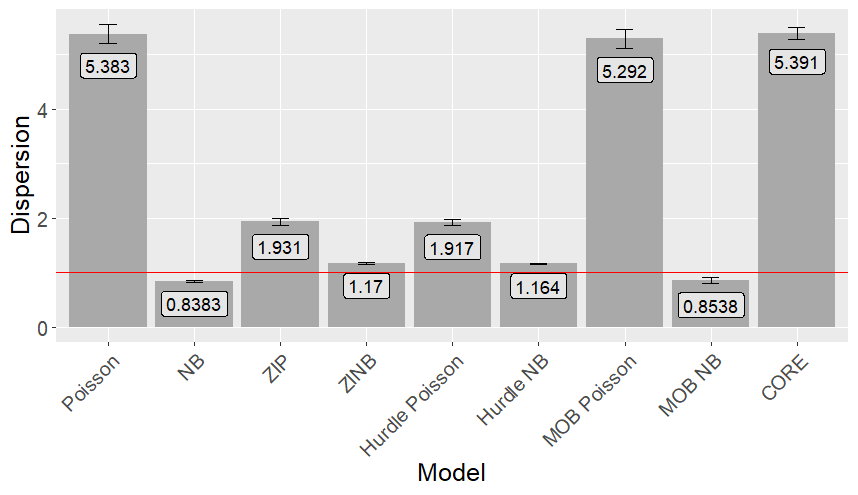 Dispersion
4
2
0
5.383
0.8383
1.931
1.17
1.917
1.164
5.292
0.8538
5.391
Poisson
NB
ZIP
ZINB
Hurdle Poisson
Hurdle NB
MOB Poisson
MOB NB
CORE
Model